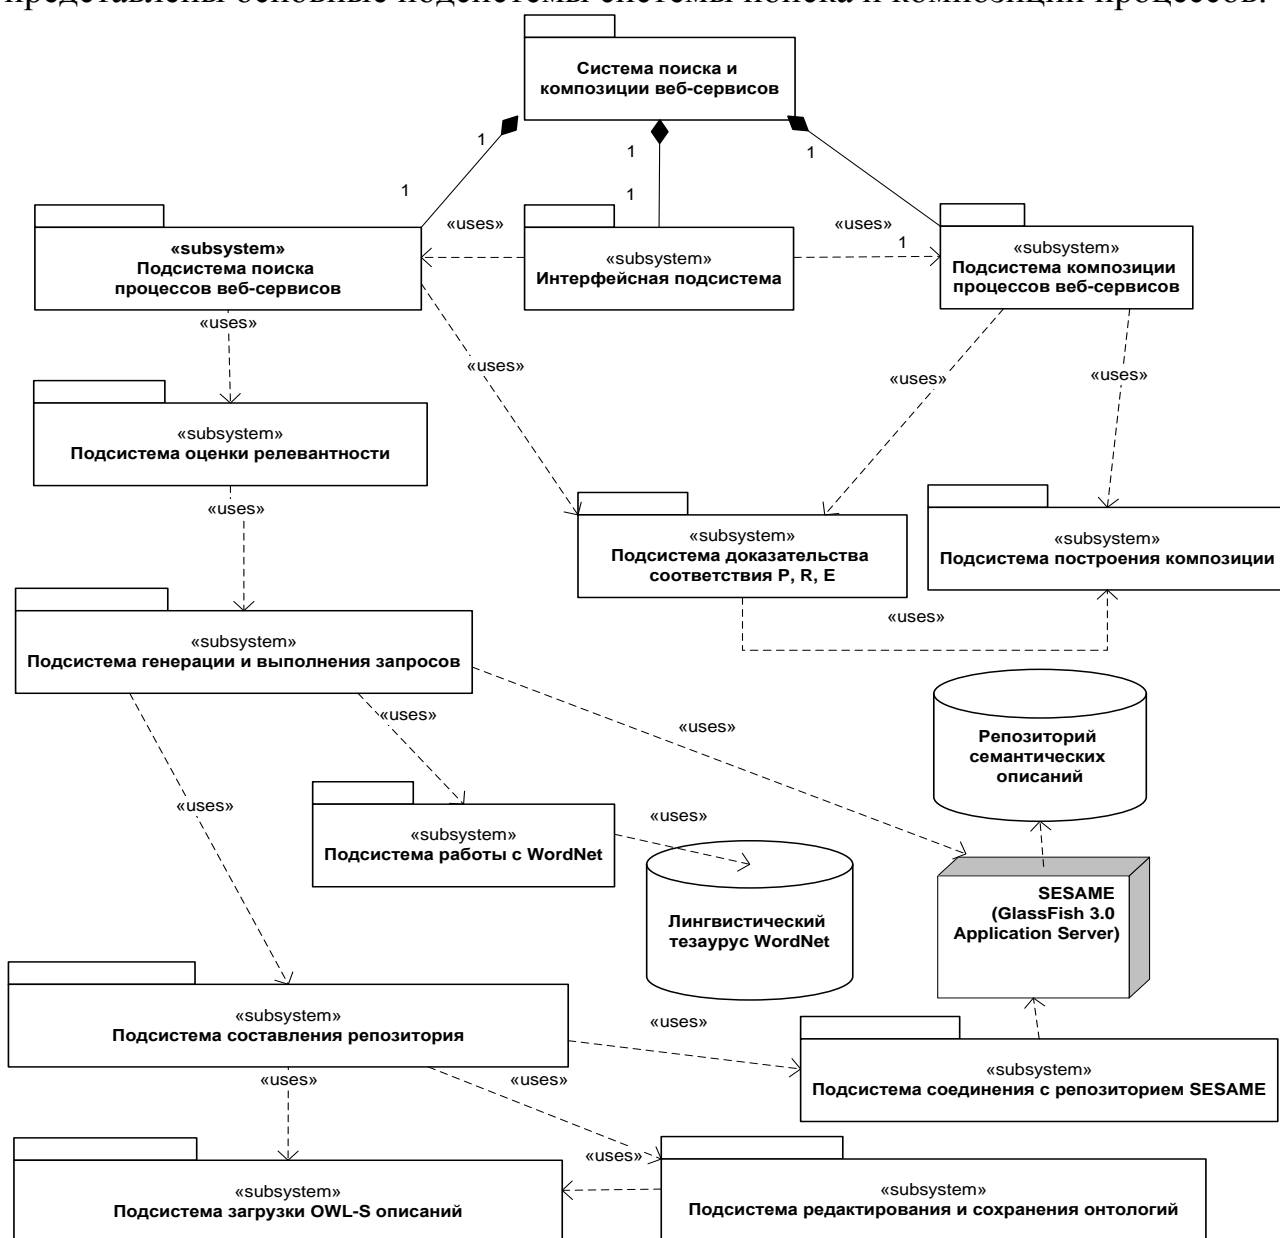 представлены основные подсистемы системы поиска и композиции процессов.
Система поиска и
композиции веб-сервисов
1
1
1
1
1
1
«uses»
«uses»
«subsystem»
Подсистема поиска
процессов веб-сервисов
«subsystem»
Интерфейсная подсистема
«subsystem»
Подсистема композиции
процессов веб-сервисов
«uses»
«uses»
«uses»
«uses»
«subsystem»
Подсистема оценки релевантности
«uses»
«subsystem»
Подсистема доказательства
соответствия P, R, E
«subsystem»
Подсистема построения композиции
«uses»
«subsystem»
Подсистема генерации и выполнения запросов
«uses»
«uses»
«uses»
Репозиторий
семантических
описаний
«subsystem»
Подсистема работы с WordNet
«uses»
Лингвистический
тезаурус WordNet
SESAME
(GlassFish 3.0
Application Server)
«subsystem»
Подсистема составления репозитория
«uses»
«subsystem»
Подсистема соединения с репозиторием SESAME
«uses»
«uses»
«uses»
«subsystem»
Подсистема загрузки OWL-S описаний
«subsystem»
Подсистема редактирования и сохранения онтологий